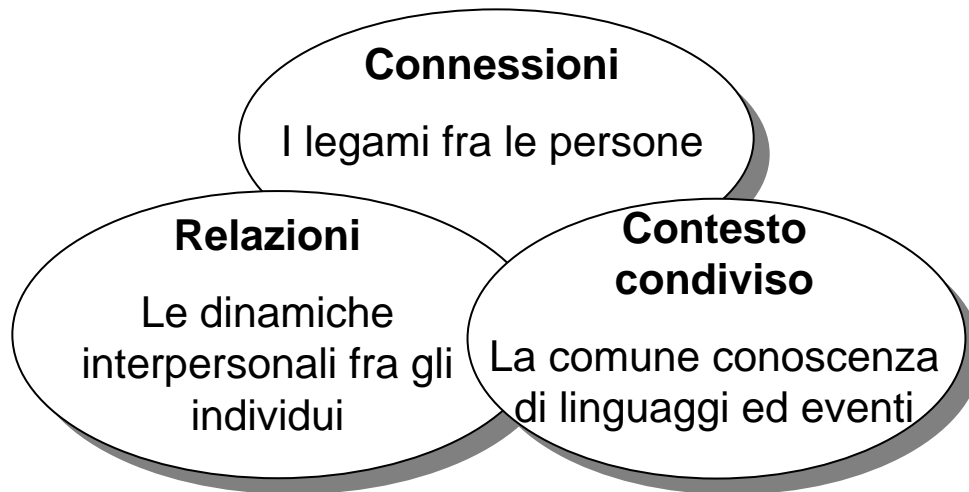 Connessioni
I legami fra le persone
Relazioni
Le dinamiche
interpersonali fra gli
individui
Contesto
condiviso
La comune conoscenza
di linguaggi ed eventi